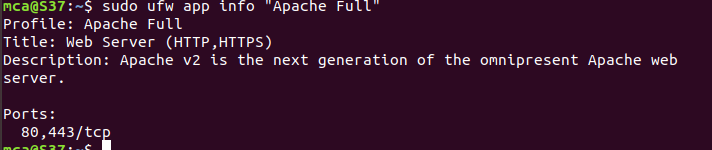 mca@S37:~$ sudo ufw app info "Apache Full"
Profile: Apache Full
Title: Web Server (HTTP,HTTPS)
Description: Apache v2 is the next generation of the omnipresent Apache web
server.
Ports:
80,443/tcp
mca@S37:~$